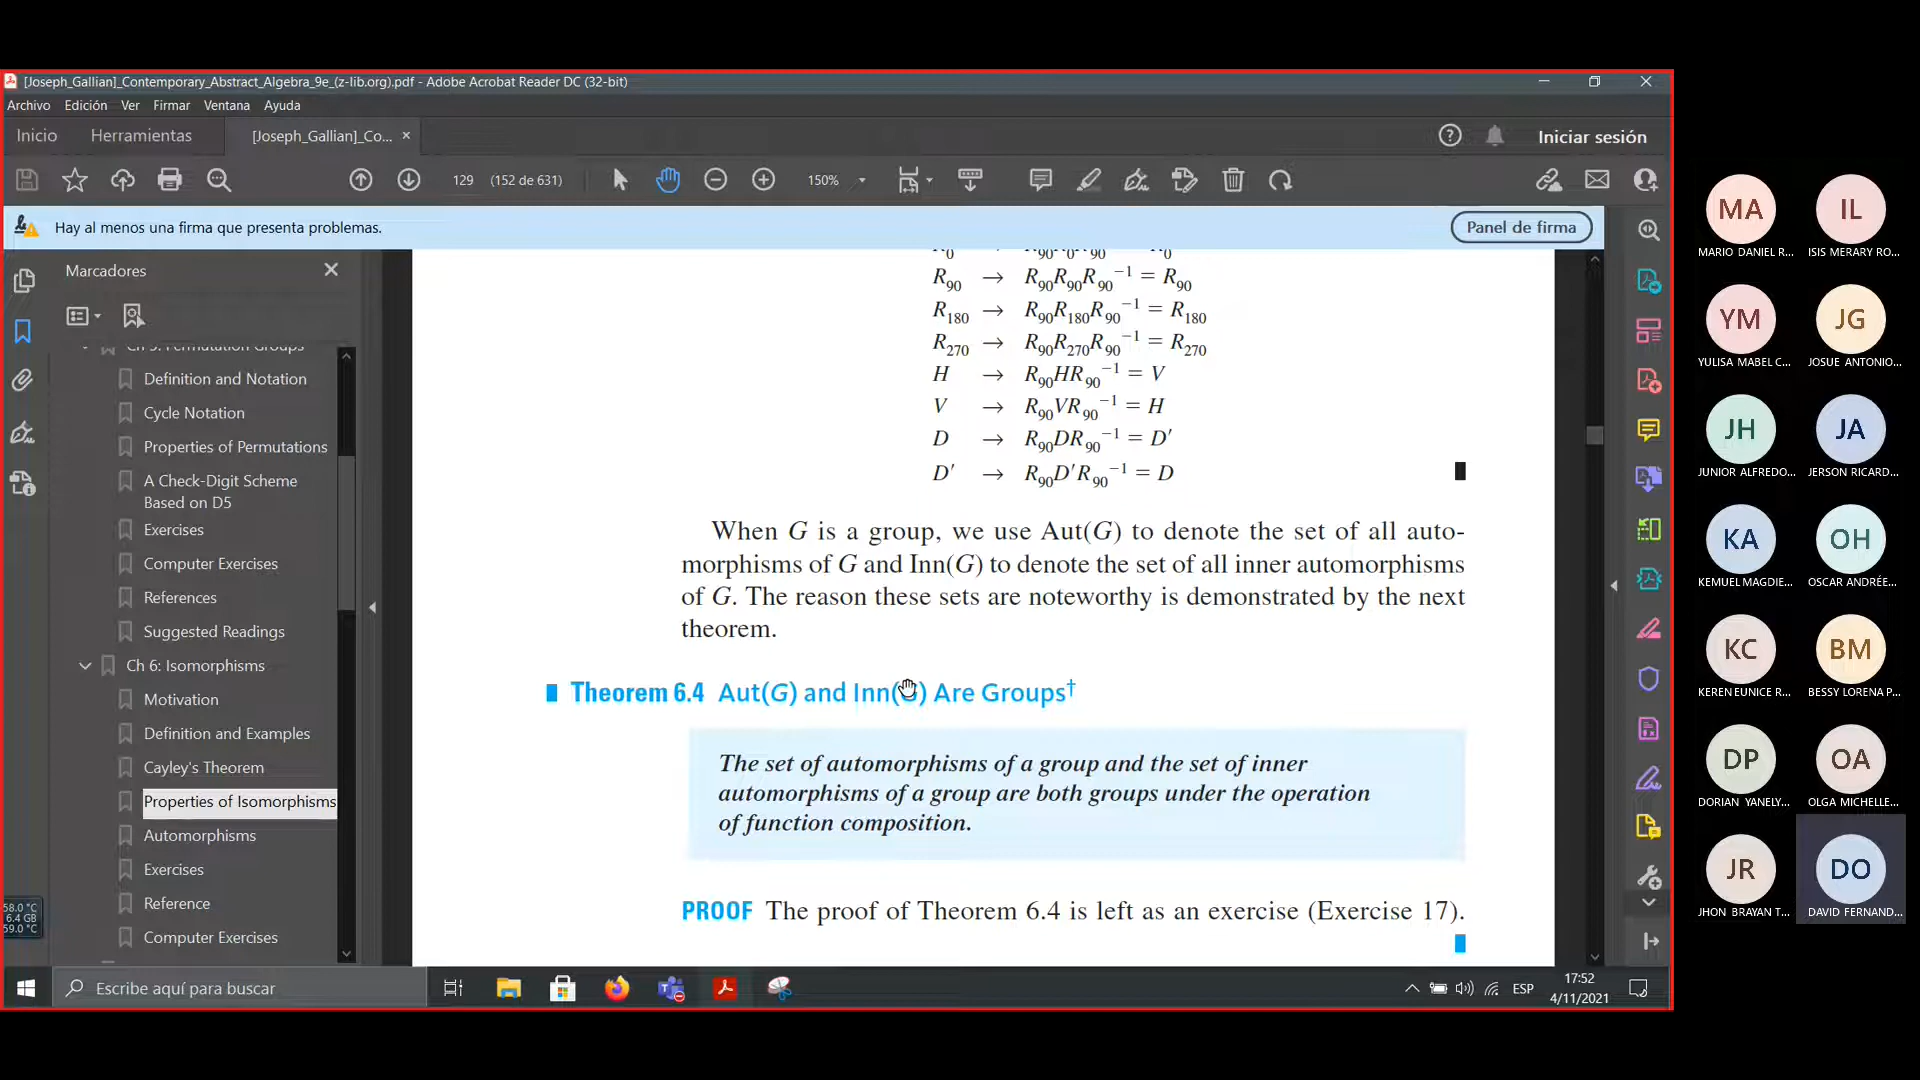 [Joseph_Gallian]_Contemporary_Abstract_Algebra_9e_(z-lib.org).pdf - Adobe Acrobat Reader DC (32-bit)
Archivo Edición Ver Firmar Ventana Ayuda
Inicio Herramientas [Joseph_Gallian]_Co... × Iniciar sesión
129 (152 de 631) 150%
Hay al menos una firma que presenta problemas. Panel de firma
Marcadores
Definition and Notation
Cycle Notation
Properties of Permutations
A Check-Digit Scheme
Based on D5
Exercises
Computer Exercises
References
Suggested Readings
Ch 6: Isomorphisms
Motivation
Definition and Examples
Cayley's Theorem
Properties of Isomorphisms
Automorphisms
Exercises
Reference
Computer Exercises
R₉₀ → R₉₀R₉₀R₉₀⁻¹ = R₉₀
R₁₈₀ → R₉₀R₁₈₀R₉₀⁻¹ = R₁₈₀
R₂₇₀ → R₉₀R₂₇₀R₉₀⁻¹ = R₂₇₀
H → R₉₀HR₉₀⁻¹ = V
V → R₉₀VR₉₀⁻¹ = H
D → R₉₀DR₉₀⁻¹ = D′
D′ → R₉₀D′R₉₀⁻¹ = D
When G is a group, we use Aut(G) to denote the set of all auto-
morphisms of G and Inn(G) to denote the set of all inner automorphisms
of G. The reason these sets are noteworthy is demonstrated by the next
theorem.
Theorem 6.4 Aut(G) and Inn(G) Are Groups†
The set of automorphisms of a group and the set of inner
automorphisms of a group are both groups under the operation
of function composition.
PROOF The proof of Theorem 6.4 is left as an exercise (Exercise 17).
58.0 °C
6.4 GB
59.0 °C
Escribe aquí para buscar
ESP
17:52
4/11/2021
MA IL
MARIO DANIEL R... ISIS MERARY RO...
YM JG
YULISA MABEL C... JOSUE ANTONIO...
JH JA
JUNIOR ALFREDO... JERSON RICARD...
KA OH
KEMUEL MAGDIE... OSCAR ANDRÉE...
KC BM
KEREN EUNICE R... BESSY LORENA P...
DP OA
DORIAN YANELY... OLGA MICHELLE...
JR DO
JHON BRAYAN T... DAVID FERNAND...